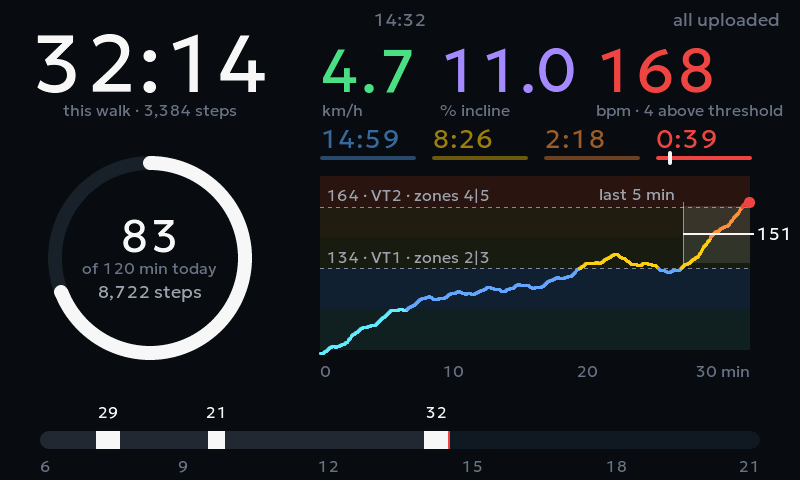 14:32
all uploaded
32:14
4.7
11.0
168
this walk · 3,384 steps
km/h
% incline
bpm · 4 above threshold
14:59
8:26
2:18
0:39
164 · VT2 · zones 4|5
last 5 min
151
134 · VT1 · zones 2|3
83
of 120 min today
8,722 steps
0
10
20
30 min
29
21
32
6
9
12
15
18
21